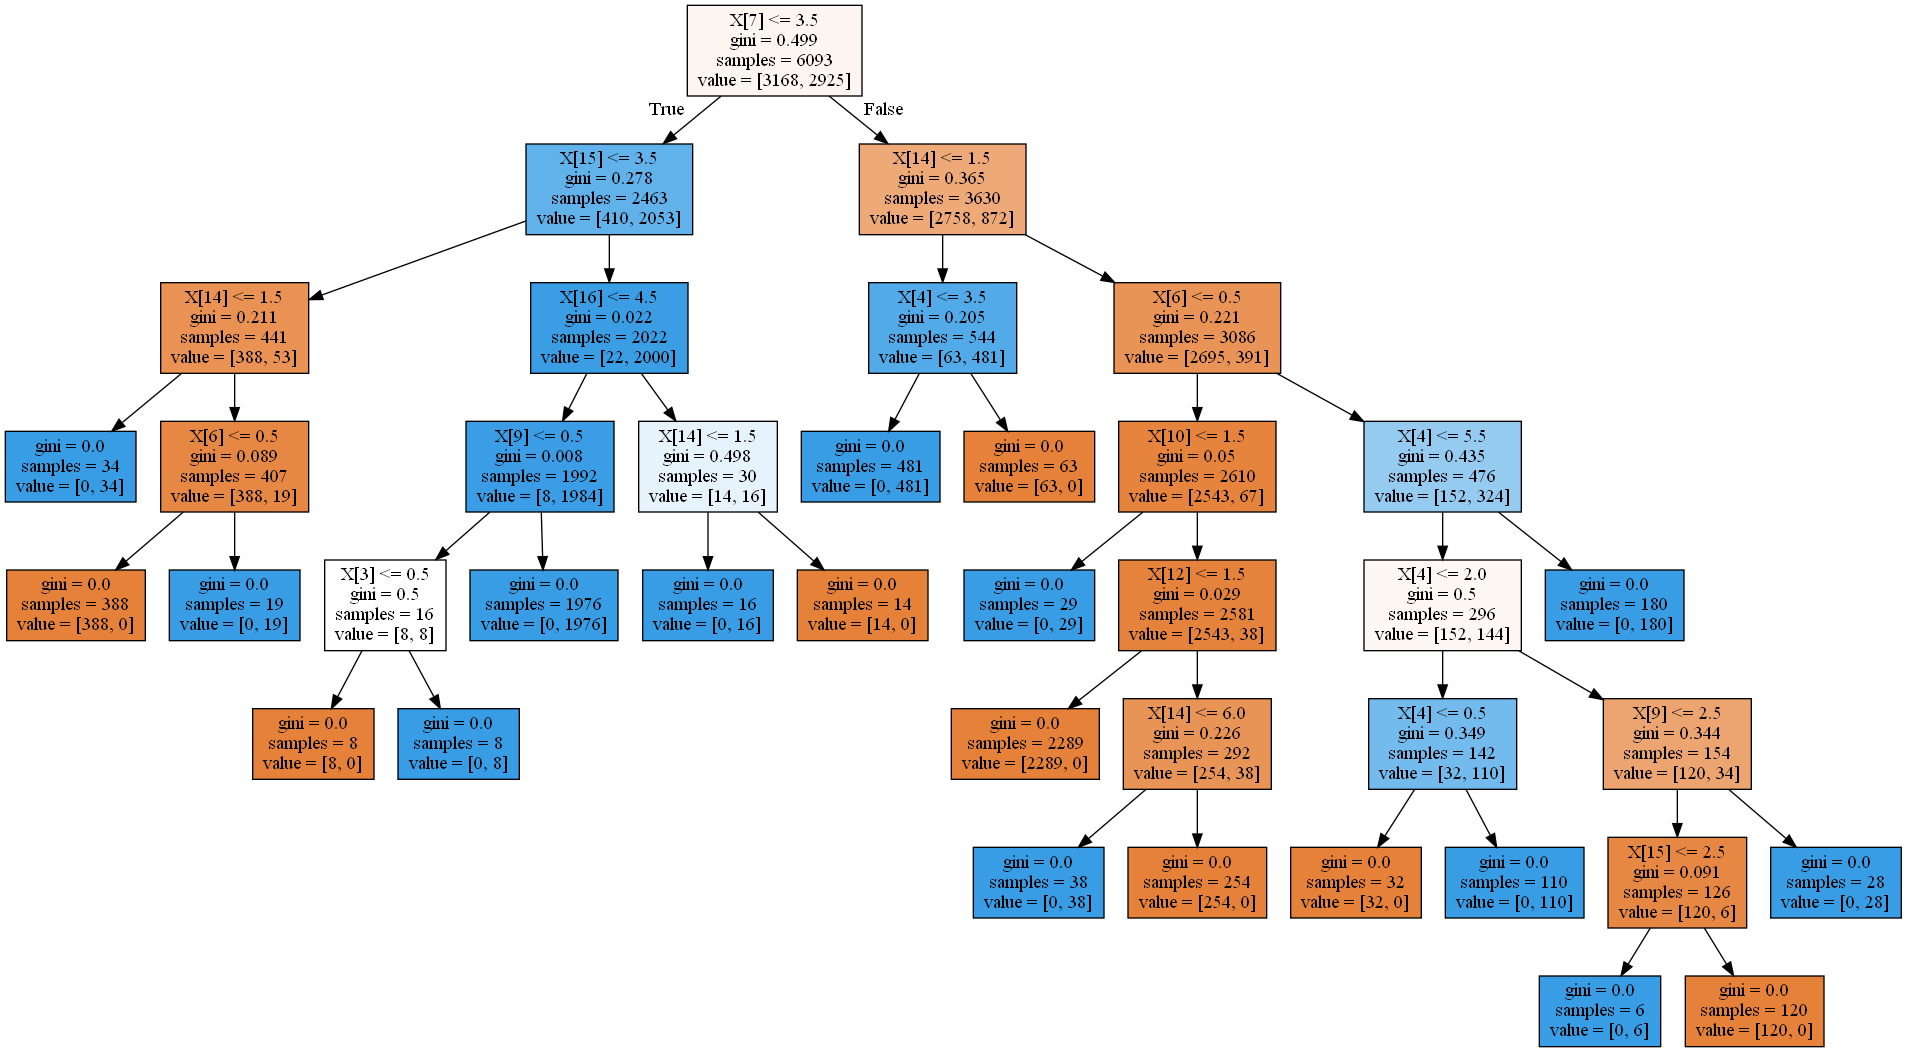 X[7] <= 3.5
gini = 0.499
samples = 6093
value = [3168, 2925]
True
False
X[15] <= 3.5
gini = 0.278
samples = 2463
value = [410, 2053]
X[14] <= 1.5
gini = 0.365
samples = 3630
value = [2758, 872]
X[14] <= 1.5
gini = 0.211
samples = 441
value = [388, 53]
X[16] <= 4.5
gini = 0.022
samples = 2022
value = [22, 2000]
X[4] <= 3.5
gini = 0.205
samples = 544
value = [63, 481]
X[6] <= 0.5
gini = 0.221
samples = 3086
value = [2695, 391]
gini = 0.0
samples = 34
value = [0, 34]
X[6] <= 0.5
gini = 0.089
samples = 407
value = [388, 19]
X[9] <= 0.5
gini = 0.008
samples = 1992
value = [8, 1984]
X[14] <= 1.5
gini = 0.498
samples = 30
value = [14, 16]
gini = 0.0
samples = 481
value = [0, 481]
gini = 0.0
samples = 63
value = [63, 0]
X[10] <= 1.5
gini = 0.05
samples = 2610
value = [2543, 67]
X[4] <= 5.5
gini = 0.435
samples = 476
value = [152, 324]
gini = 0.0
samples = 388
value = [388, 0]
gini = 0.0
samples = 19
value = [0, 19]
X[3] <= 0.5
gini = 0.5
samples = 16
value = [8, 8]
gini = 0.0
samples = 1976
value = [0, 1976]
gini = 0.0
samples = 16
value = [0, 16]
gini = 0.0
samples = 14
value = [14, 0]
gini = 0.0
samples = 29
value = [0, 29]
X[12] <= 1.5
gini = 0.029
samples = 2581
value = [2543, 38]
X[4] <= 2.0
gini = 0.5
samples = 296
value = [152, 144]
gini = 0.0
samples = 180
value = [0, 180]
gini = 0.0
samples = 8
value = [8, 0]
gini = 0.0
samples = 8
value = [0, 8]
gini = 0.0
samples = 2289
value = [2289, 0]
X[14] <= 6.0
gini = 0.226
samples = 292
value = [254, 38]
X[4] <= 0.5
gini = 0.349
samples = 142
value = [32, 110]
X[9] <= 2.5
gini = 0.344
samples = 154
value = [120, 34]
gini = 0.0
samples = 38
value = [0, 38]
gini = 0.0
samples = 254
value = [254, 0]
gini = 0.0
samples = 32
value = [32, 0]
gini = 0.0
samples = 110
value = [0, 110]
X[15] <= 2.5
gini = 0.091
samples = 126
value = [120, 6]
gini = 0.0
samples = 28
value = [0, 28]
gini = 0.0
samples = 6
value = [0, 6]
gini = 0.0
samples = 120
value = [120, 0]